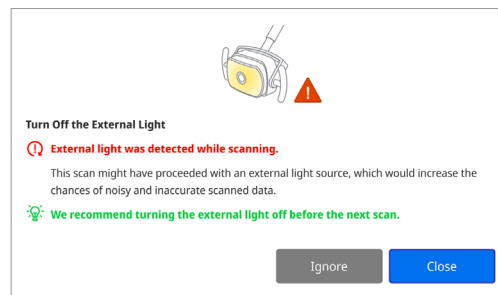 Turn Off the External Light
External light was detected while scanning.
This scan might have proceeded with an external light source, which would increase the
chances of noisy and inaccurate scanned data.
We recommend turning the external light off before the next scan.
Ignore
Close